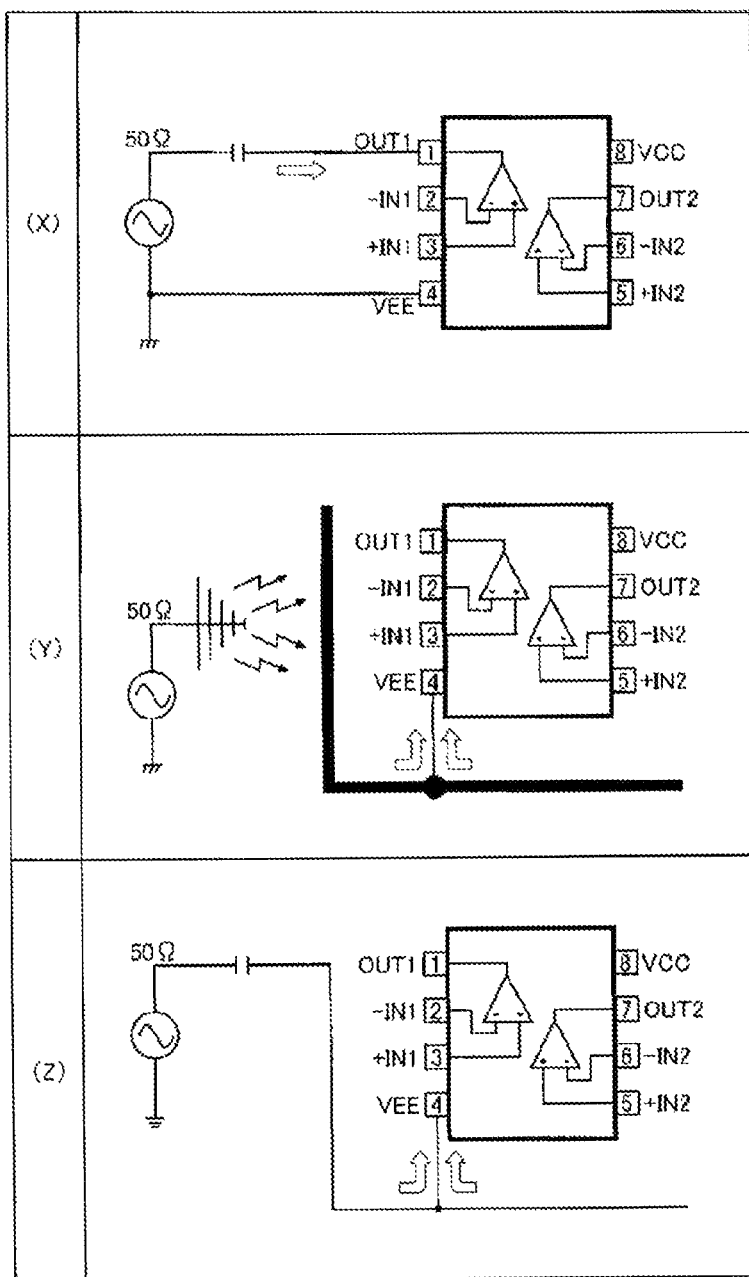 (X)
50Ω
OUT1 1
-IN1 2
+IN1 3
VEE 4
8 VCC
7 OUT2
6 -IN2
5 +IN2
(Y)
50Ω
OUT1 1
-IN1 2
+IN1 3
VEE 4
8 VCC
7 OUT2
6 -IN2
5 +IN2
(Z)
50Ω
OUT1 1
-IN1 2
+IN1 3
VEE 4
8 VCC
7 OUT2
6 -IN2
5 +IN2